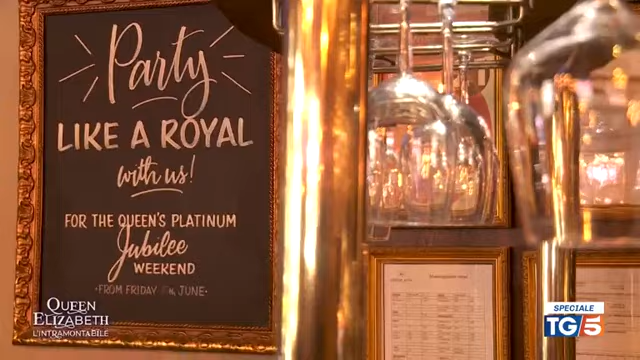 Party
LIKE A ROYAL
with us!
FOR THE QUEEN'S PLATINUM
Jubilee
WEEKEND
FROM FRIDAY JUNE
QUEEN
ELIZABETH
L'INTRAMONTABILE
SPECIALE
TG5